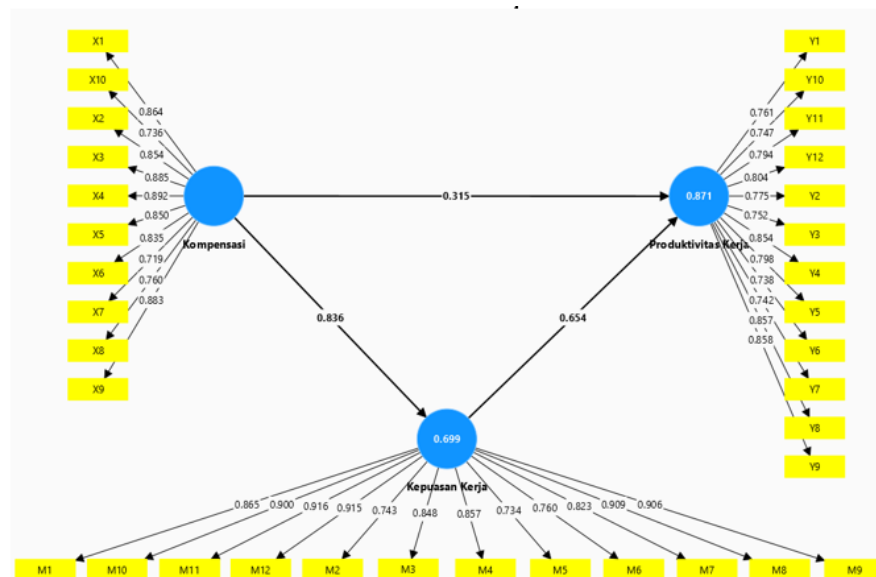 X1
X10
X2
X3
X4
X5
X6
X7
X8
X9
0.864
0.736
0.854
0.885
0.892
0.850
0.835
0.719
0.760
0.883
Kompensasi
0.315
0.836
0.654
0.871
Produktivitas Kerja
0.761
0.747
0.794
0.804
0.775
0.752
0.854
0.798
0.738
0.742
0.857
0.858
Y1
Y10
Y11
Y12
Y2
Y3
Y4
Y5
Y6
Y7
Y8
Y9
0.699
Kepuasan Kerja
0.865 0.900 0.916 0.915 0.743 0.848 0.857 0.734 0.760 0.823 0.909 0.906
M1 M10 M11 M12 M2 M3 M4 M5 M6 M7 M8 M9